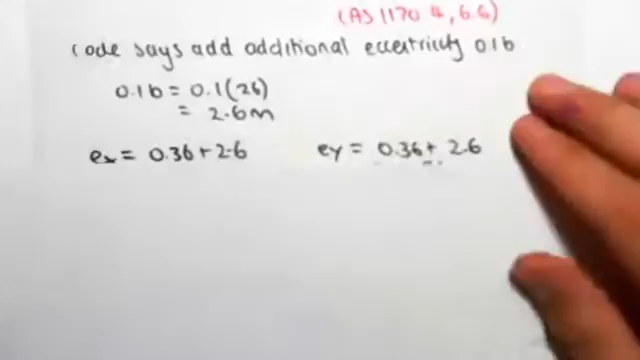 (AS 1170.4, 6.6)
code says add additional eccentricity 0.1b
0.1b = 0.1(26)
= 2.6m
ex = 0.36 + 2.6
ey = 0.36 + 2.6